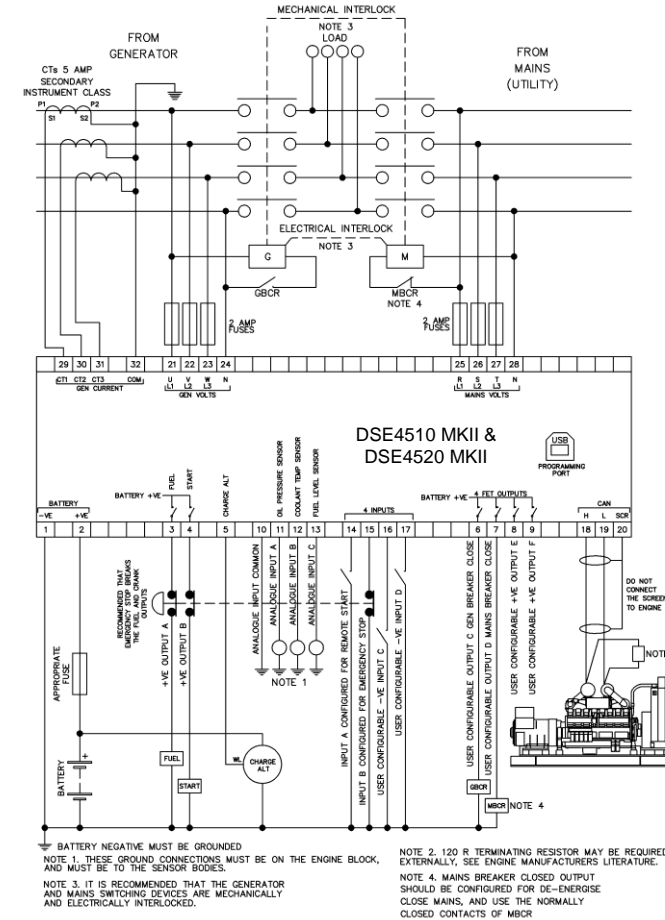 MECHANICAL INTERLOCK
NOTE 3
LOAD
FROM
GENERATOR
FROM
MAINS
(UTILITY)
CTs 5 AMP
SECONDARY
INSTRUMENT CLASS
P1
P2
S1
S2
ELECTRICAL INTERLOCK
NOTE 3
G
M
GBCR
MBCR
NOTE 4
2 AMP
FUSES
2 AMP
FUSES
29 30 31 32 21 22 23 24 25 26 27 28
CT1 CT2 CT3 COM
GEN CURRENT
U V W N
L1 L2 L3
GEN VOLTS
R S T N
L1 L2 L3
MAINS VOLTS
DSE4510 MKII &
DSE4520 MKII
USB
PROGRAMMING
PORT
BATTERY
-VE +VE
BATTERY +VE
FUEL
START
CHARGE ALT
OIL PRESSURE SENSOR
COOLANT TEMP SENSOR
FUEL LEVEL SENSOR
4 INPUTS
BATTERY +VE
4 FET OUTPUTS
CAN
H L SCR
1 2 3 4 5 10 11 12 13 14 15 16 17 6 7 8 9 18 19 20
RECOMMENDED THAT
EMERGENCY STOP BREAKS
THE FUEL AND CRANK
OUTPUTS
+VE OUTPUT A
+VE OUTPUT B
ANALOGUE INPUT COMMON
ANALOGUE INPUT A
ANALOGUE INPUT B
ANALOGUE INPUT C
NOTE 1
INPUT A CONFIGURED FOR REMOTE START
INPUT B CONFIGURED FOR EMERGENCY STOP
USER CONFIGURABLE -VE INPUT C
USER CONFIGURABLE -VE INPUT D
USER CONFIGURABLE OUTPUT C GEN BREAKER CLOSE
USER CONFIGURABLE OUTPUT D MAINS BREAKER CLOSE
USER CONFIGURABLE +VE OUTPUT E
USER CONFIGURABLE +VE OUTPUT F
DO NOT
CONNECT
THE SCREEN
TO ENGINE
NOTE
APPROPRIATE
FUSE
BATTERY
+
-
FUEL
START
WL
CHARGE
ALT
GBCR
MBCR
NOTE 4
BATTERY NEGATIVE MUST BE GROUNDED
NOTE 1. THESE GROUND CONNECTIONS MUST BE ON THE ENGINE BLOCK,
AND MUST BE TO THE SENSOR BODIES.
NOTE 3. IT IS RECOMMENDED THAT THE GENERATOR
AND MAINS SWITCHING DEVICES ARE MECHANICALLY
AND ELECTRICALLY INTERLOCKED.
NOTE 2. 120 R TERMINATING RESISTOR MAY BE REQUIRED
EXTERNALLY, SEE ENGINE MANUFACTURERS LITERATURE.
NOTE 4. MAINS BREAKER CLOSED OUTPUT
SHOULD BE CONFIGURED FOR DE-ENERGISE
CLOSE MAINS, AND USE THE NORMALLY
CLOSED CONTACTS OF MBCR